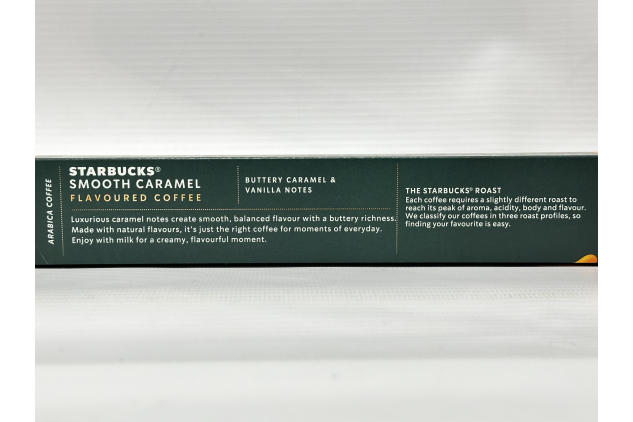 ARABICA COFFEE
STARBUCKS®
SMOOTH CARAMEL
FLAVOURED COFFEE
BUTTERY CARAMEL &
VANILLA NOTES
Luxurious caramel notes create smooth, balanced flavour with a buttery richness.
Made with natural flavours, it's just the right coffee for moments of everyday.
Enjoy with milk for a creamy, flavourful moment.
THE STARBUCKS® ROAST
Each coffee requires a slightly different roast to
reach its peak of aroma, acidity, body and flavour.
We classify our coffees in three roast profiles, so
finding your favourite is easy.